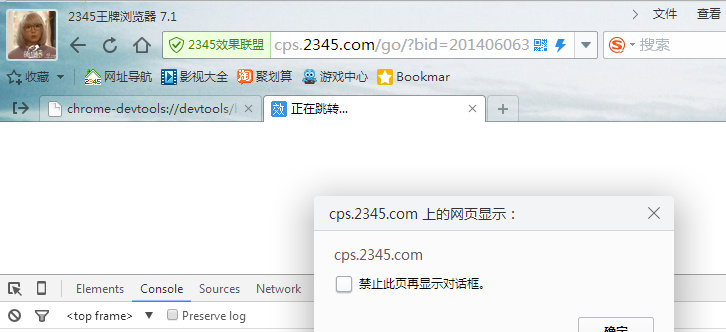 2345王牌浏览器 7.1
文件 查看
2345效果联盟 cps.2345.com/go/?bid=201406063
搜索
收藏 网址导航 影视大全 淘 聚划算 游戏中心 Bookmar
chrome-devtools://devtools/
效 正在跳转...
cps.2345.com 上的网页显示：
cps.2345.com
禁止此页再显示对话框。
确定
Elements Console Sources Network
<top frame> Preserve log